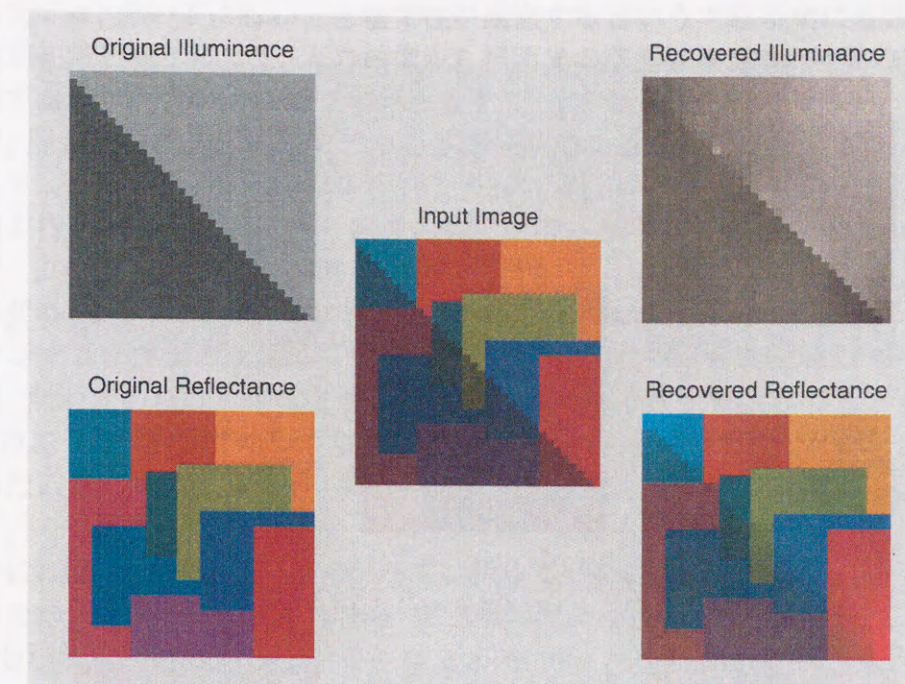 Original Illuminance
Recovered Illuminance
Input Image
Original Reflectance
Recovered Reflectance